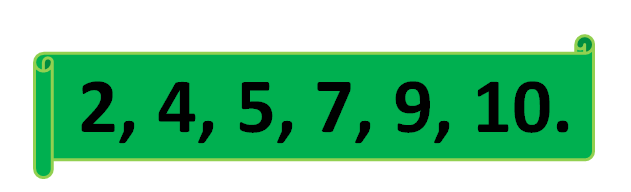 2, 4, 5, 7, 9, 10.